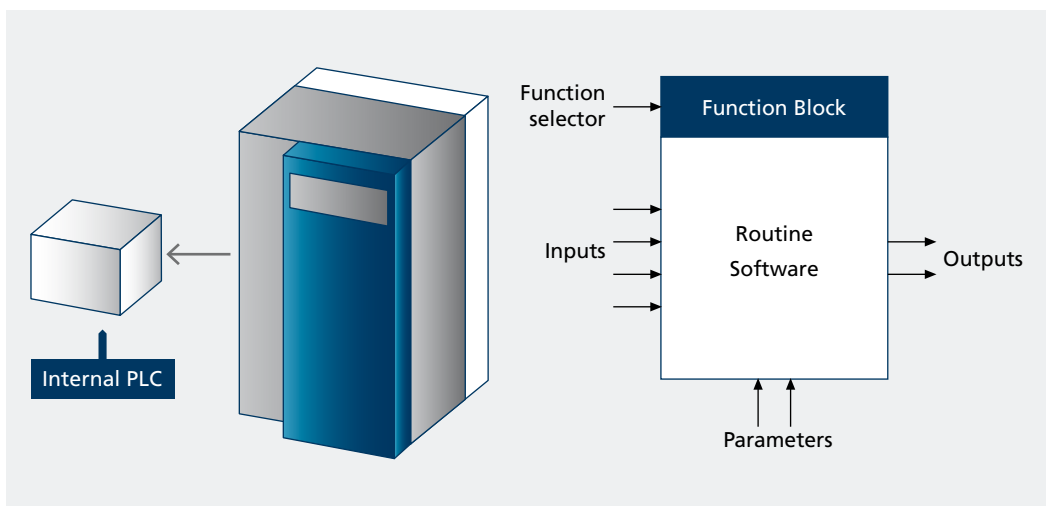 Internal PLC
Function
selector
Function Block
Inputs
Routine
Software
Outputs
Parameters